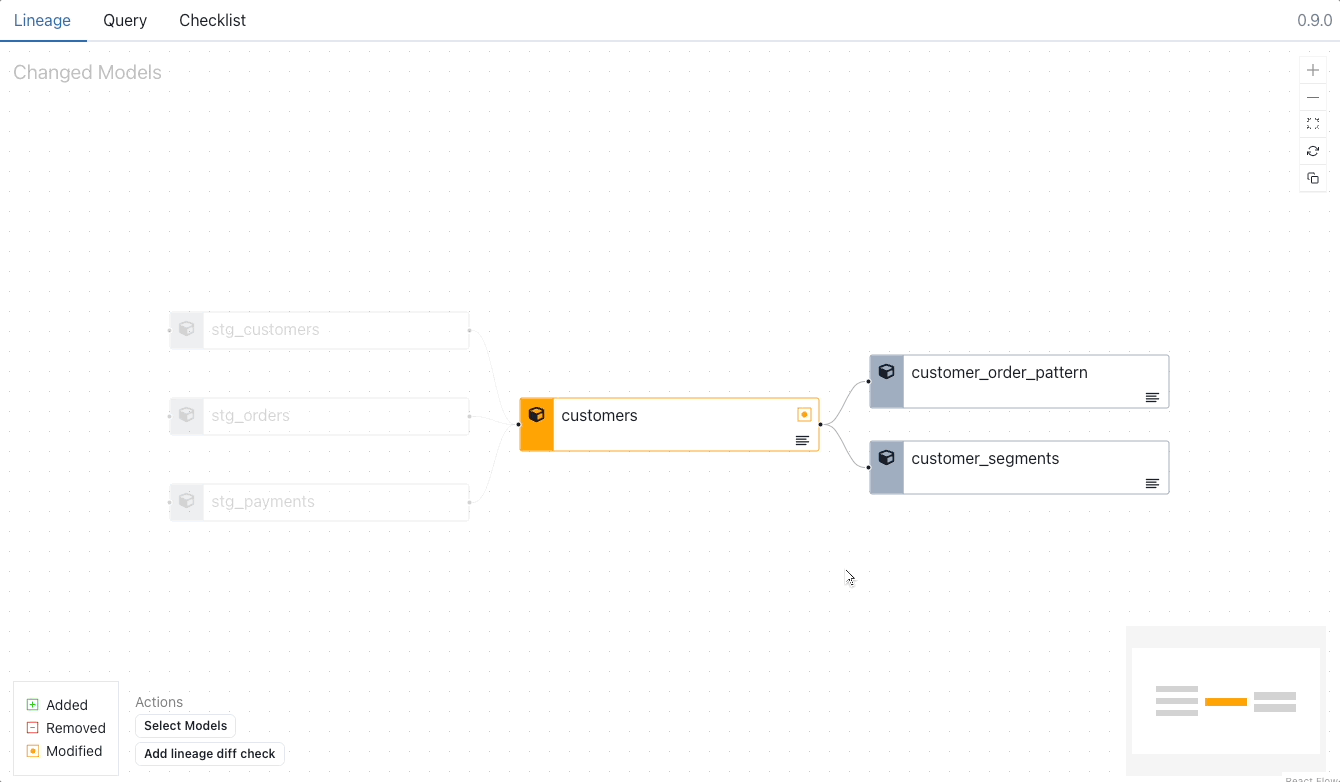 Lineage Query Checklist 0.9.0
Changed Models
stg_customers
customer_order_pattern
stg_orders
customers
customer_segments
stg_payments
Added
Removed
Modified
Actions
Select Models
Add lineage diff check
React Flow